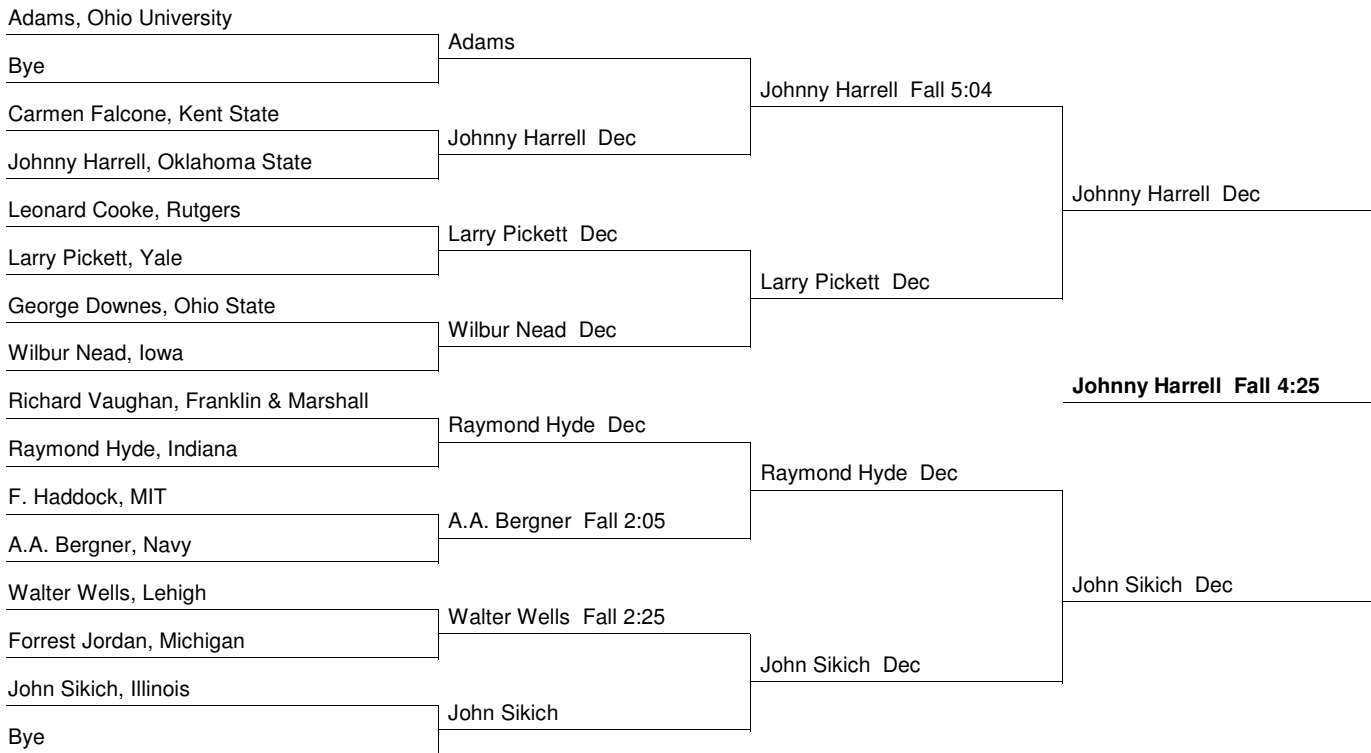 Adams, Ohio University
Bye
Carmen Falcone, Kent State
Johnny Harrell, Oklahoma State
Leonard Cooke, Rutgers
Larry Pickett, Yale
George Downes, Ohio State
Wilbur Nead, Iowa
Richard Vaughan, Franklin & Marshall
Raymond Hyde, Indiana
F. Haddock, MIT
A.A. Bergner, Navy
Walter Wells, Lehigh
Forrest Jordan, Michigan
John Sikich, Illinois
Bye
Adams
Johnny Harrell Dec
Larry Pickett Dec
Wilbur Nead Dec
Raymond Hyde Dec
A.A. Bergner Fall 2:05
Walter Wells Fall 2:25
John Sikich
Johnny Harrell Fall 5:04
Larry Pickett Dec
Raymond Hyde Dec
John Sikich Dec
Johnny Harrell Dec
John Sikich Dec
Johnny Harrell Fall 4:25